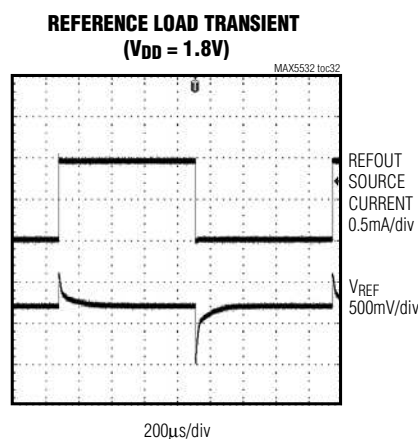 REFERENCE LOAD TRANSIENT
(VDD = 1.8V)
MAX5532 toc32
REFOUT
SOURCE
CURRENT
0.5mA/div
VREF
500mV/div
200μs/div